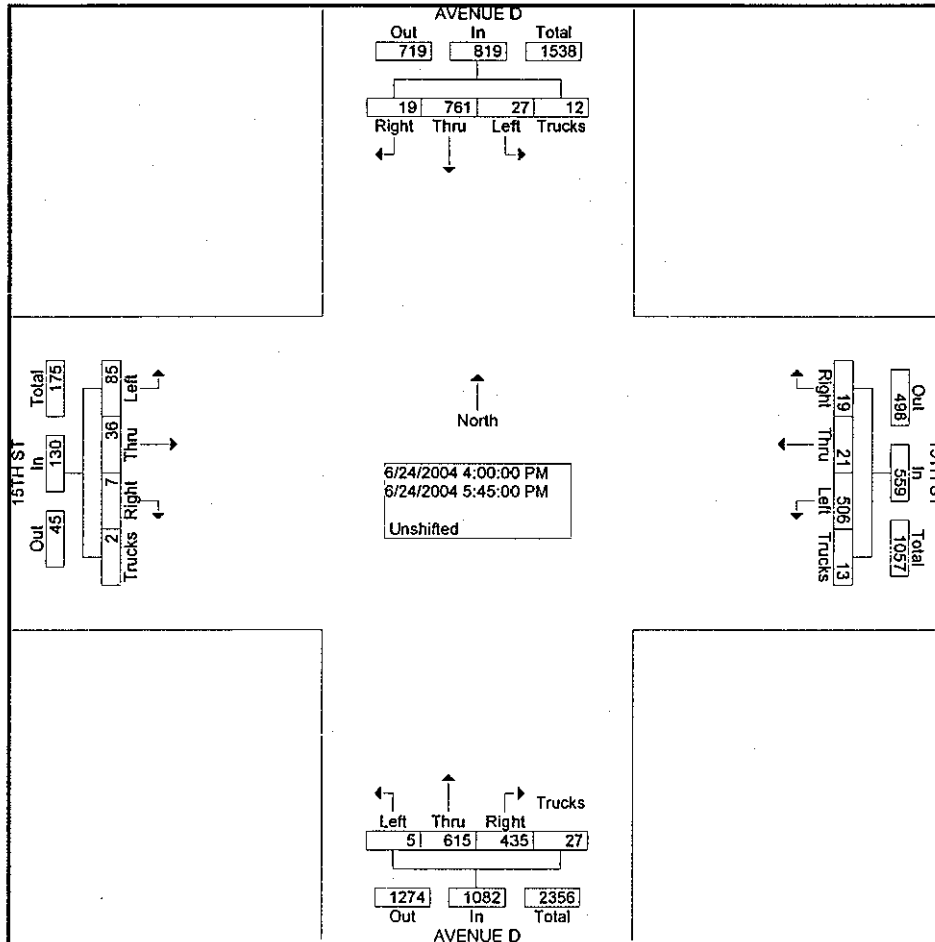 AVENUE D
Out In Total
719 819 1538
19 761 27 12
Right Thru Left Trucks
15TH ST
Total In Out
175 130 45
85 36 7 2
Left Thru Right Trucks
North
6/24/2004 4:00:00 PM
6/24/2004 5:45:00 PM
Unshifted
Right Thru Left Trucks
19 21 506 13
Out In Total
498 559 1057
Trucks
Left Thru Right
5 615 435 27
1274 1082 2356
Out In Total
AVENUE D